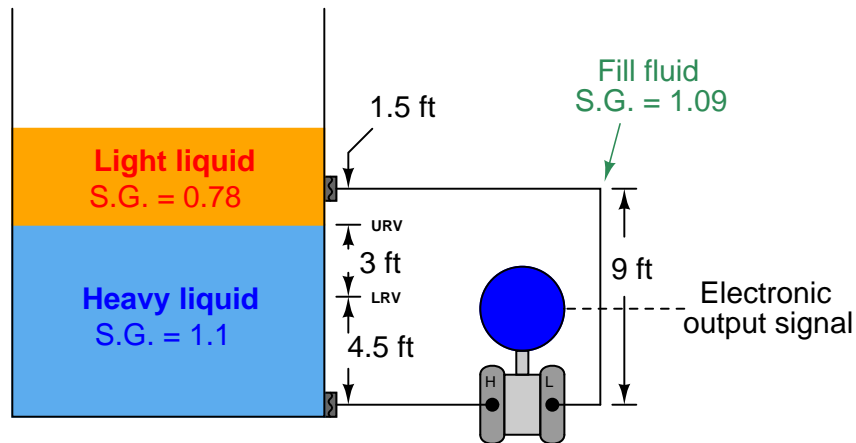 Fill fluid
S.G. = 1.09
1.5 ft
Light liquid
S.G. = 0.78
URV
3 ft
9 ft
Heavy liquid
S.G. = 1.1
LRV
4.5 ft
Electronic
output signal
H
L